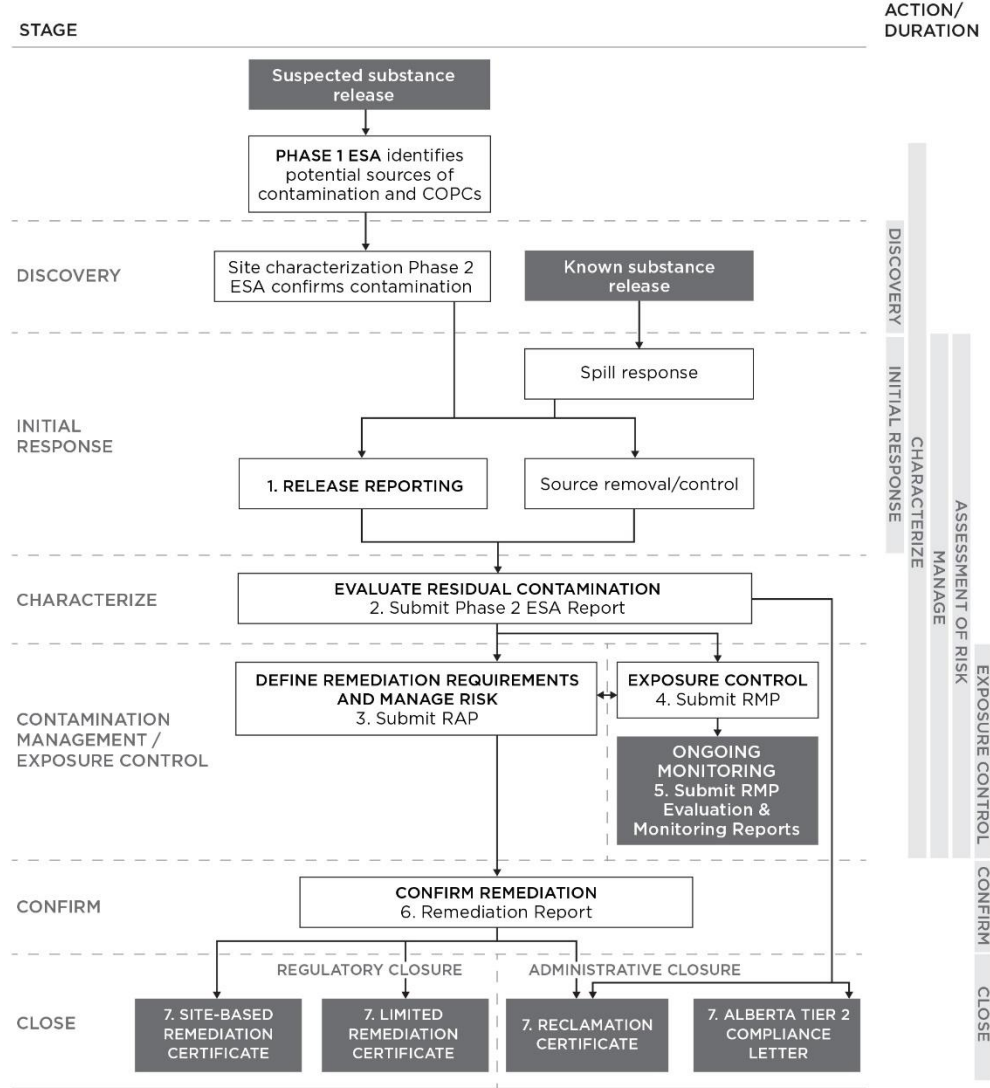 STAGE
ACTION/
DURATION
Suspected substance
release
PHASE 1 ESA identifies
potential sources of
contamination and COPCs
DISCOVERY
Site characterization Phase 2
ESA confirms contamination
Known substance
release
Spill response
INITIAL
RESPONSE
1. RELEASE REPORTING
Source removal/control
CHARACTERIZE
EVALUATE RESIDUAL CONTAMINATION
2. Submit Phase 2 ESA Report
CONTAMINATION
MANAGEMENT /
EXPOSURE CONTROL
DEFINE REMEDIATION REQUIREMENTS
AND MANAGE RISK
3. Submit RAP
EXPOSURE CONTROL
4. Submit RMP
ONGOING
MONITORING
5. Submit RMP
Evaluation &
Monitoring Reports
CONFIRM
CONFIRM REMEDIATION
6. Remediation Report
REGULATORY CLOSURE
ADMINISTRATIVE CLOSURE
CLOSE
7. SITE-BASED
REMEDIATION
CERTIFICATE
7. LIMITED
REMEDIATION
CERTIFICATE
7. RECLAMATION
CERTIFICATE
7. ALBERTA TIER 2
COMPLIANCE
LETTER
DISCOVERY
INITIAL RESPONSE
CHARACTERIZE
MANAGE
ASSESSMENT OF RISK
EXPOSURE CONTROL
CONFIRM
CLOSE